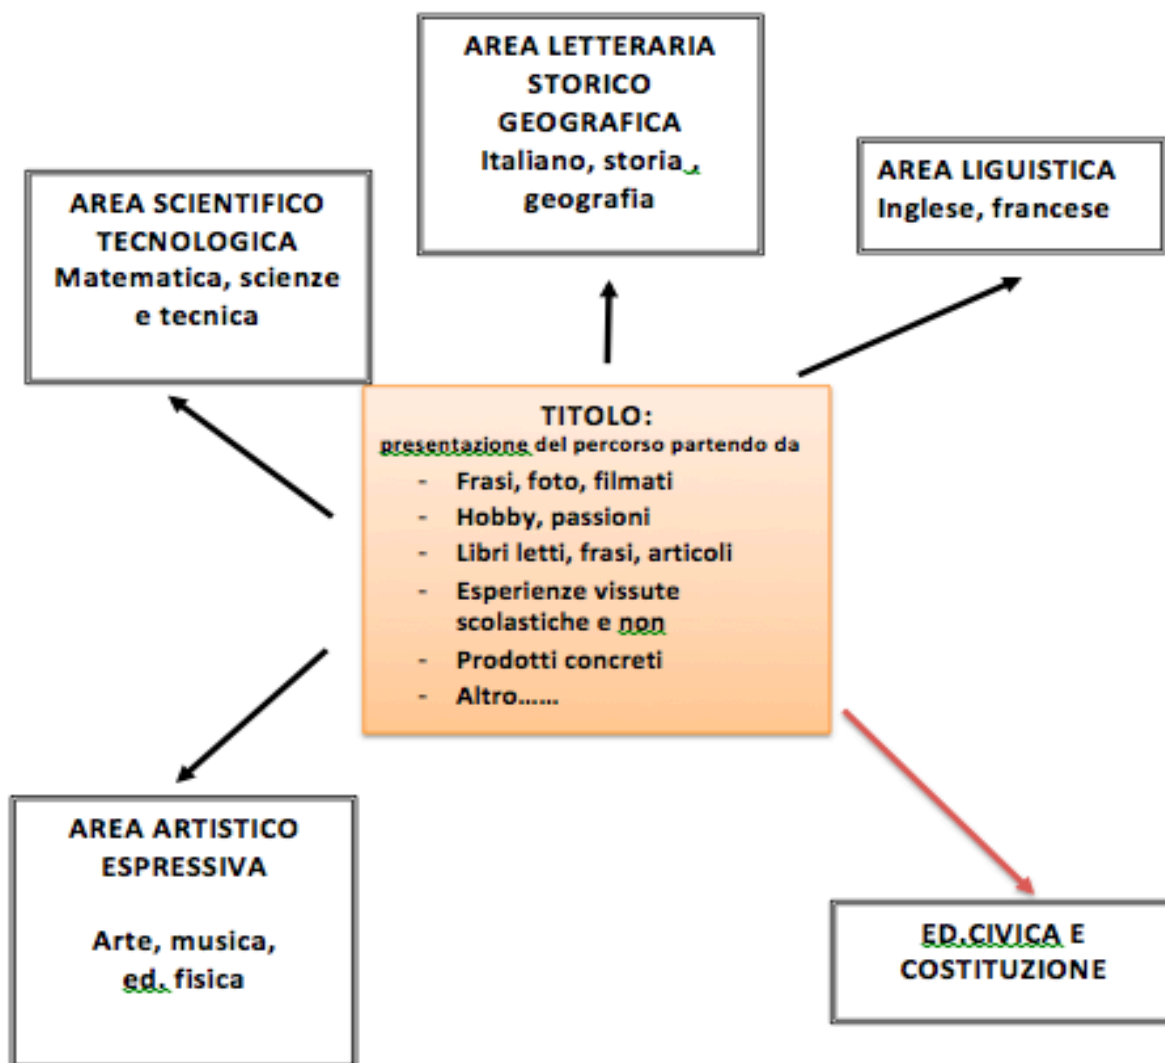 AREA LETTERARIA
STORICO
GEOGRAFICA
Italiano, storia ,
geografia
AREA LIGUISTICA
Inglese, francese
AREA SCIENTIFICO
TECNOLOGICA
Matematica, scienze
e tecnica
TITOLO:
presentazione del percorso partendo da
- Frasi, foto, filmati
- Hobby, passioni
- Libri letti, frasi, articoli
- Esperienze vissute
scolastiche e non
- Prodotti concreti
- Altro......
AREA ARTISTICO
ESPRESSIVA
Arte, musica,
ed. fisica
ED.CIVICA E
COSTITUZIONE